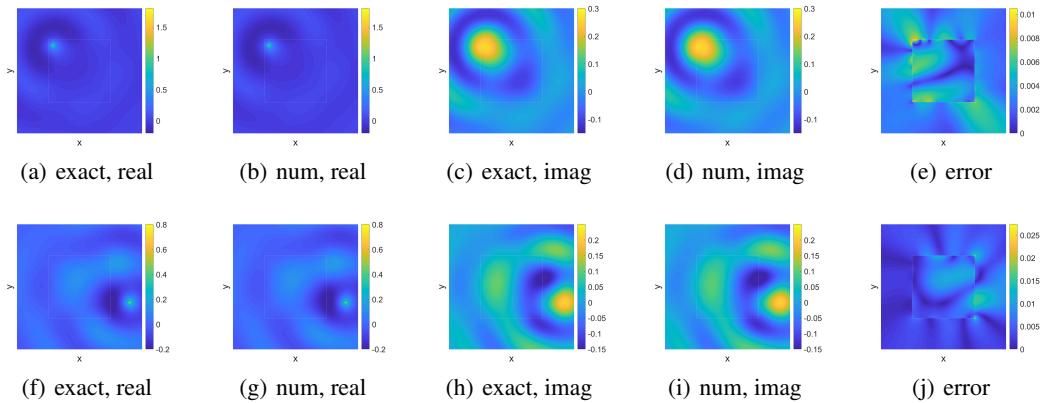 1.5
1
0.5
0
y
x
(a) exact, real
1.5
1
0.5
0
y
x
(b) num, real
0.3
0.2
0.1
0
-0.1
y
x
(c) exact, imag
0.3
0.2
0.1
0
-0.1
y
x
(d) num, imag
0.01
0.008
0.006
0.004
0.002
0
y
x
(e) error
0.8
0.6
0.4
0.2
0
-0.2
y
x
(f) exact, real
0.8
0.6
0.4
0.2
0
-0.2
y
x
(g) num, real
0.2
0.15
0.1
0.05
0
-0.05
-0.1
-0.15
y
x
(h) exact, imag
0.2
0.15
0.1
0.05
0
-0.05
-0.1
-0.15
y
x
(i) num, imag
0.025
0.02
0.015
0.01
0.005
0
y
x
(j) error